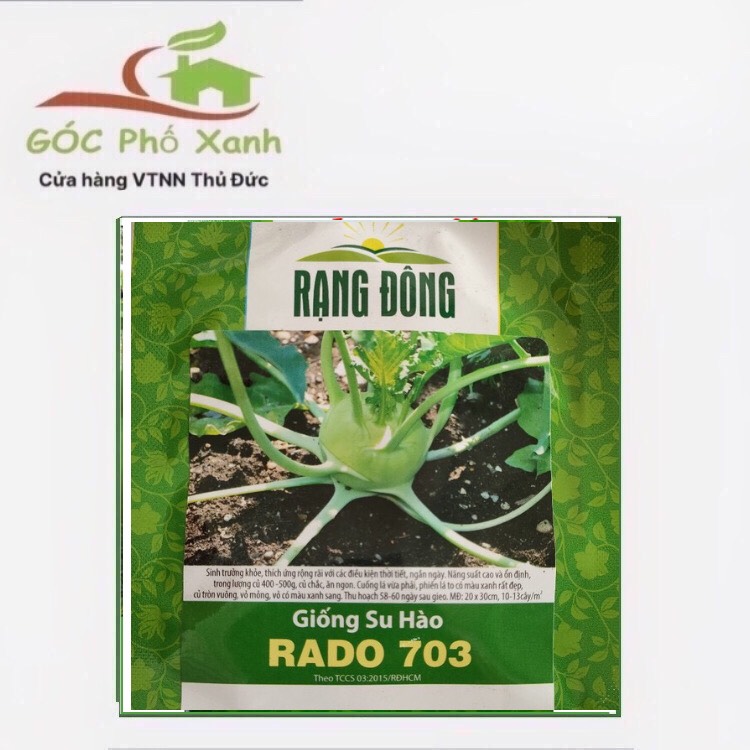 GÓC Phố Xanh
Cửa hàng VTNN Thủ Đức
RẠNG ĐÔNG
Sinh trưởng khỏe, thích ứng rộng rãi với các điều kiện thời tiết, ngắn ngày. Năng suất cao và ổn định,
trong lượng củ 400 -500g, củ chắc, ăn ngon. Cuống lá vừa phải, phiến lá to có màu xanh rất đẹp,
củ tròn vuông, vỏ mỏng, vỏ có màu xanh sang. Thu hoạch 58-60 ngày sau gieo. MĐ: 20 x 30cm, 10-13cây/m²
Giống Su Hào
RADO 703
Theo TCCS 03:2015/RĐHCM